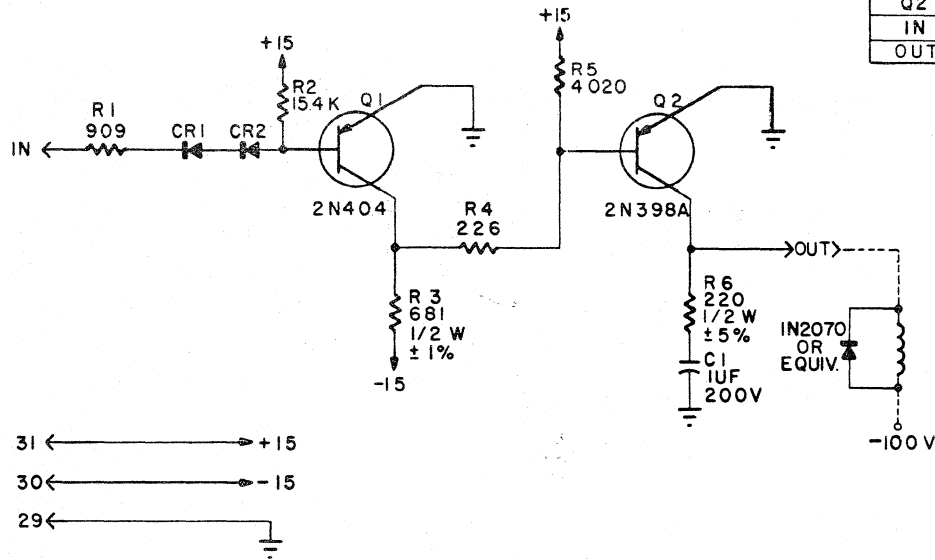 Q2
IN
OUT
+15
+15
R2
15.4K
R5
4020
R1
909
CR1
CR2
Q1
Q2
IN
2N404
2N398A
R4
226
OUT
R3
681
1/2 W
± 1%
-15
R6
220
1/2 W
± 5%
C1
1UF
200V
1N2070
OR
EQUIV.
-100 V
31
+15
30
-15
29